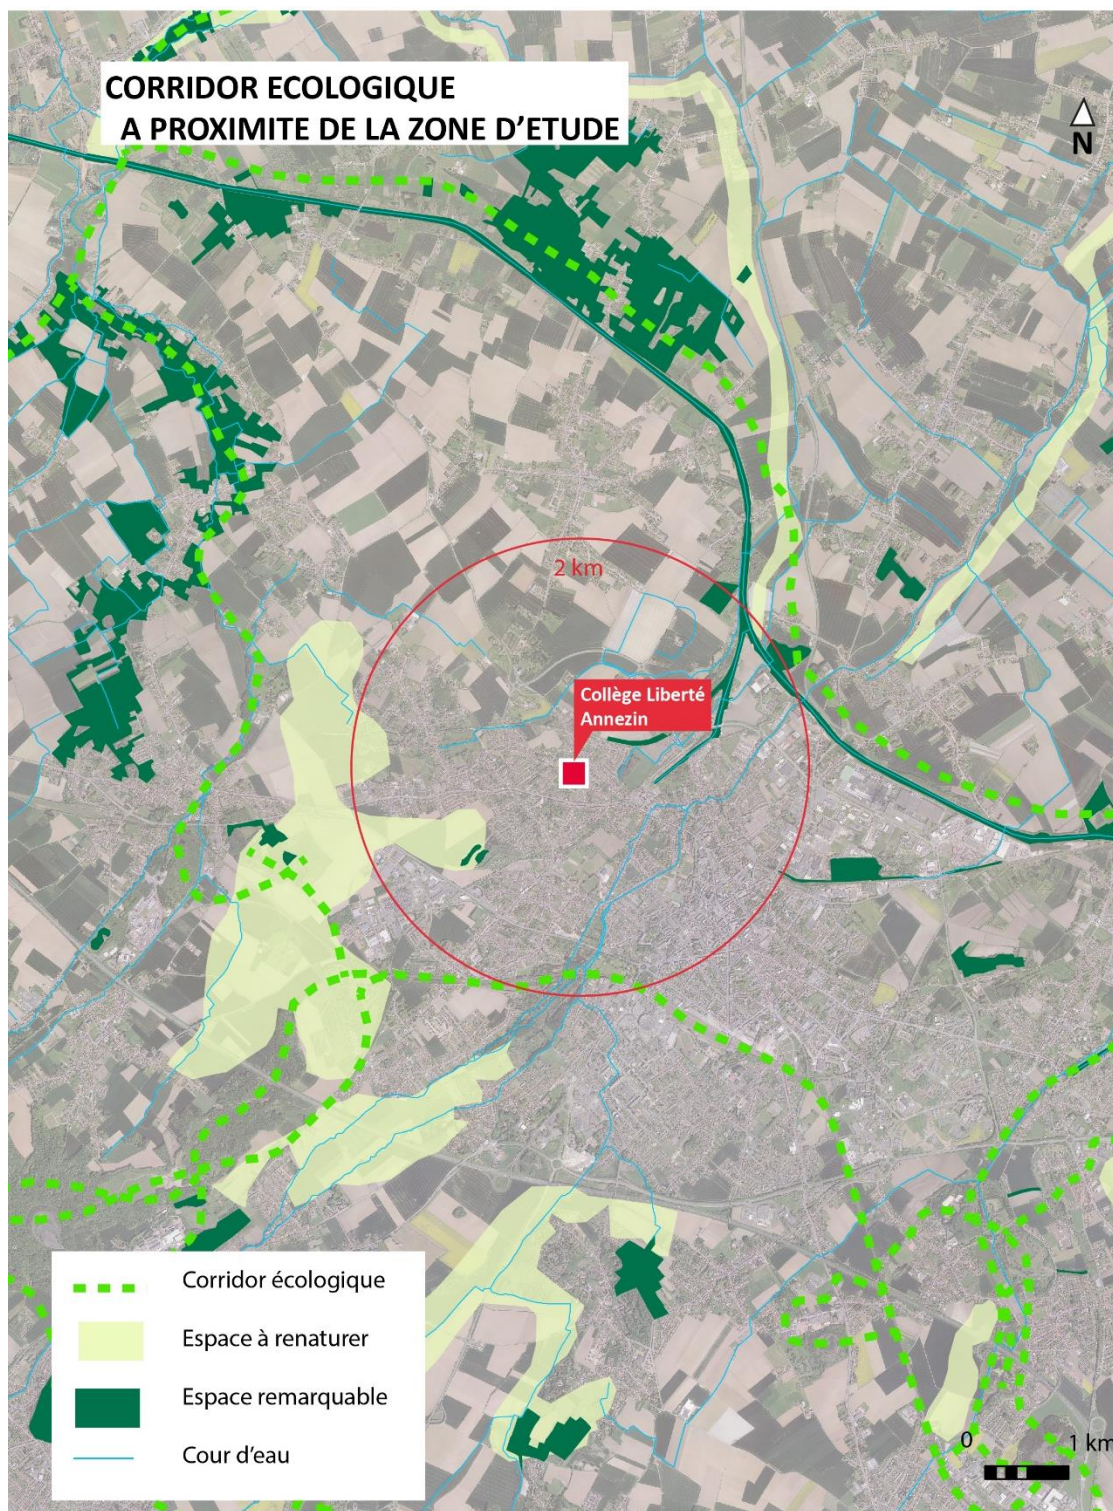 CORRIDOR ECOLOGIQUE
A PROXIMITE DE LA ZONE D'ETUDE
N
2 km
Collège Liberté
Annezin
Corridor écologique
Espace à renaturer
Espace remarquable
Cour d'eau
0 1 km